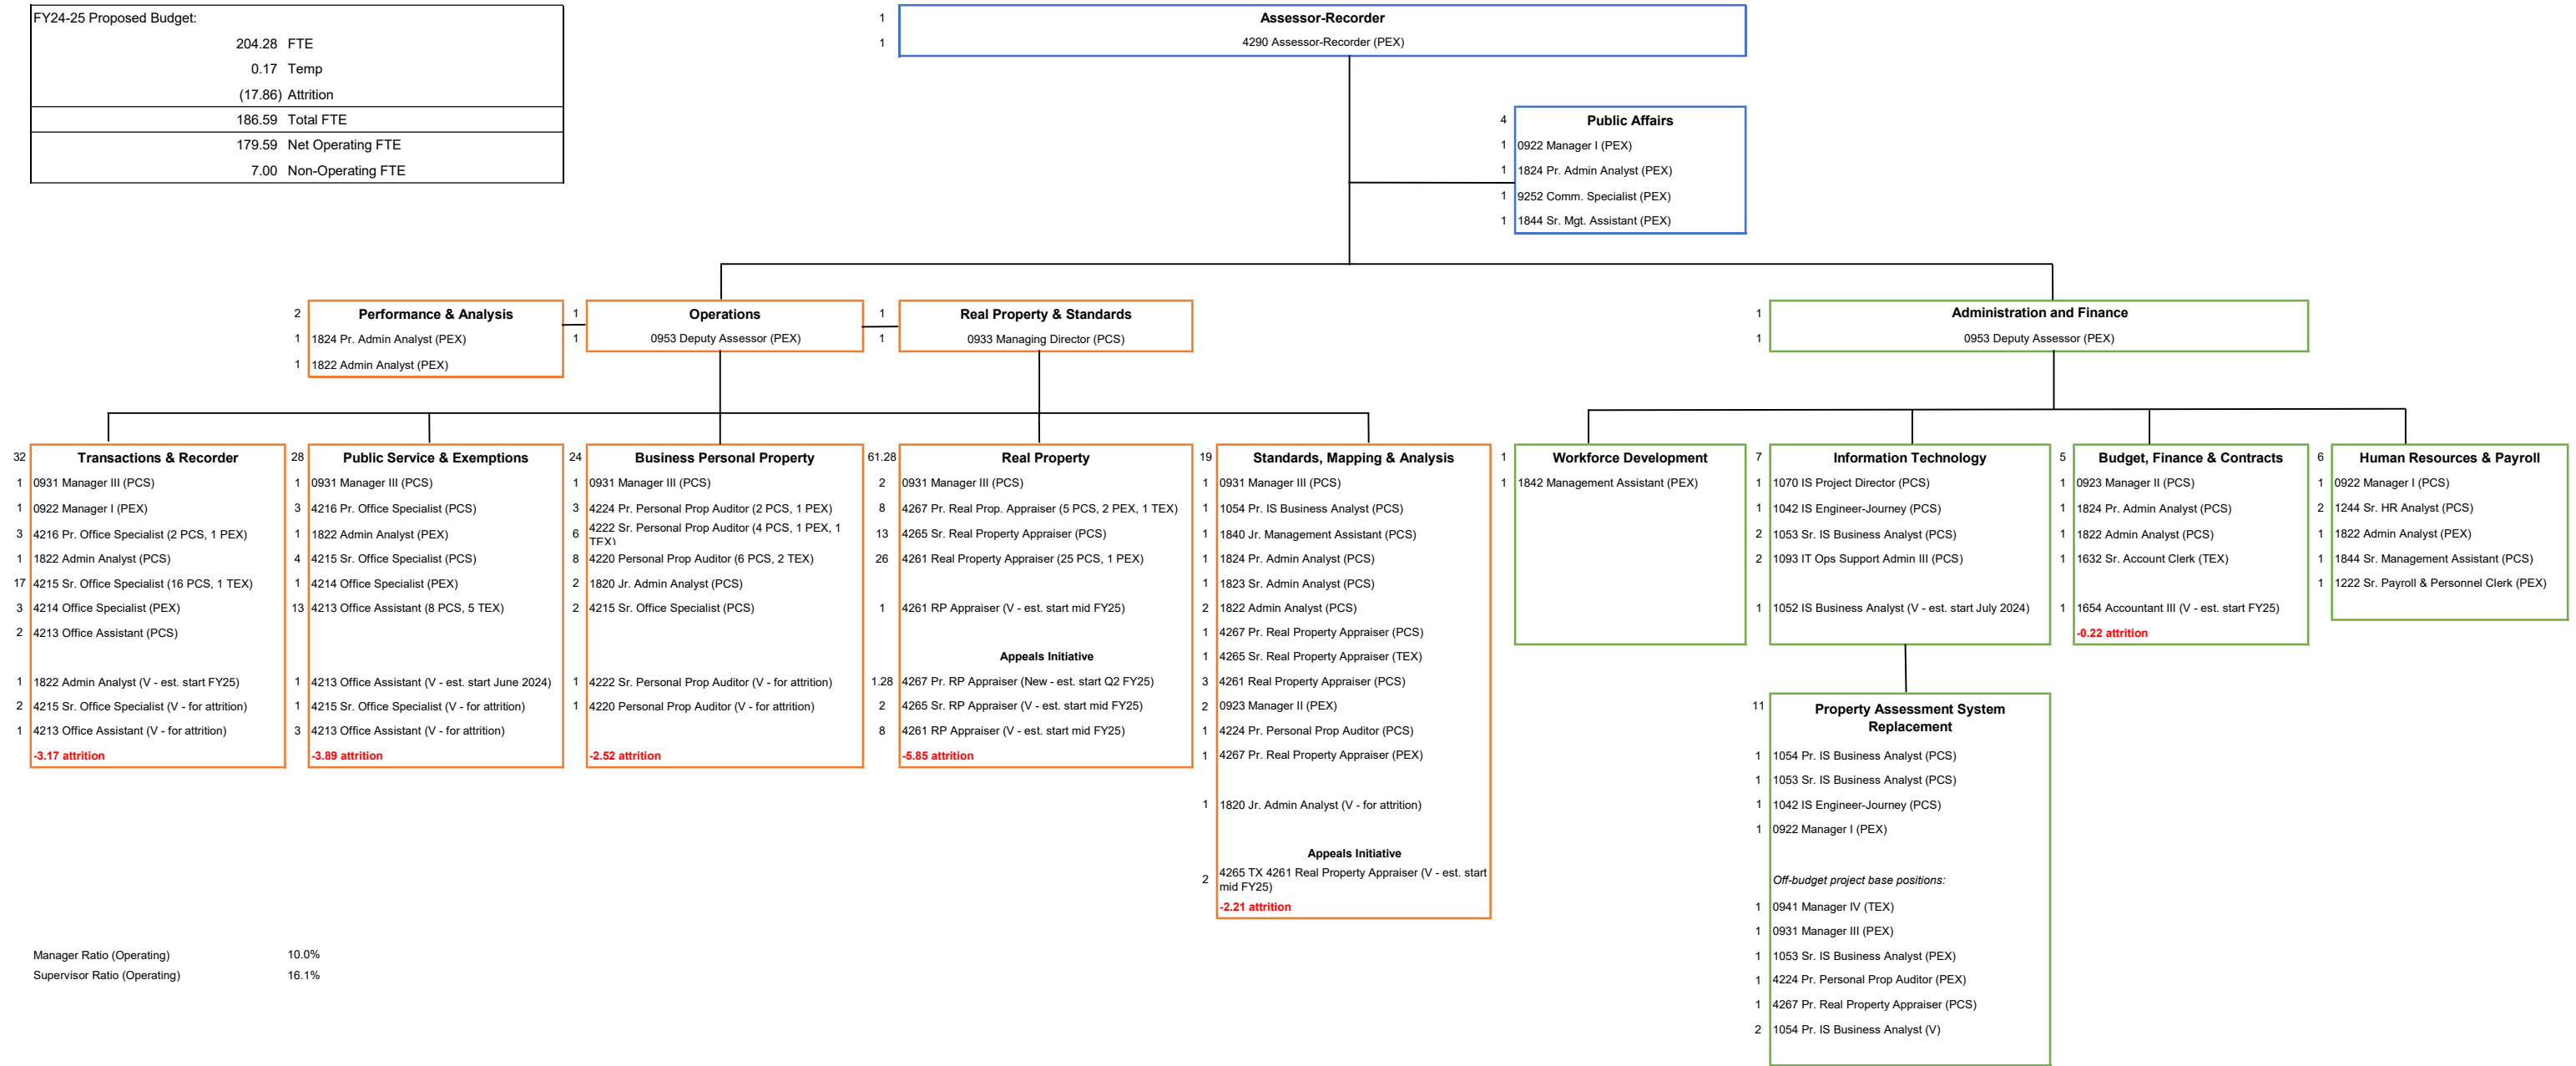 FY24-25 Proposed Budget:
204.28 FTE
0.17 Temp
(17.86) Attrition
186.59 Total FTE
179.59 Net Operating FTE
7.00 Non-Operating FTE
1 Assessor-Recorder
1 4290 Assessor-Recorder (PEX)
4 Public Affairs
1 0922 Manager I (PEX)
1 1824 Pr. Admin Analyst (PEX)
1 9252 Comm. Specialist (PEX)
1 1844 Sr. Mgt. Assistant (PEX)
2 Performance & Analysis
1 1824 Pr. Admin Analyst (PEX)
1 1822 Admin Analyst (PEX)
1 Operations
1 0953 Deputy Assessor (PEX)
1 Real Property & Standards
1 0933 Managing Director (PCS)
1 Administration and Finance
1 0953 Deputy Assessor (PEX)
32 Transactions & Recorder
1 0931 Manager III (PCS)
1 0922 Manager I (PEX)
3 4216 Pr. Office Specialist (2 PCS, 1 PEX)
1 1822 Admin Analyst (PCS)
17 4215 Sr. Office Specialist (16 PCS, 1 TEX)
3 4214 Office Specialist (PEX)
2 4213 Office Assistant (PCS)
1 1822 Admin Analyst (V - est. start FY25)
2 4215 Sr. Office Specialist (V - for attrition)
1 4213 Office Assistant (V - for attrition)
-3.17 attrition
28 Public Service & Exemptions
1 0931 Manager III (PCS)
3 4216 Pr. Office Specialist (PCS)
1 1822 Admin Analyst (PEX)
4 4215 Sr. Office Specialist (PCS)
1 4214 Office Specialist (PEX)
13 4213 Office Assistant (8 PCS, 5 TEX)
1 4213 Office Assistant (V - est. start June 2024)
1 4215 Sr. Office Specialist (V - for attrition)
3 4213 Office Assistant (V - for attrition)
-3.89 attrition
24 Business Personal Property
1 0931 Manager III (PCS)
3 4224 Pr. Personal Prop Auditor (2 PCS, 1 PEX)
6 4222 Sr. Personal Prop Auditor (4 PCS, 1 PEX, 1
TEX)
8 4220 Personal Prop Auditor (6 PCS, 2 TEX)
2 1820 Jr. Admin Analyst (PCS)
2 4215 Sr. Office Specialist (PCS)
1 4222 Sr. Personal Prop Auditor (V - for attrition)
1 4220 Personal Prop Auditor (V - for attrition)
-2.52 attrition
61.28 Real Property
2 0931 Manager III (PCS)
8 4267 Pr. Real Prop. Appraiser (5 PCS, 2 PEX, 1 TEX)
13 4265 Sr. Real Property Appraiser (PCS)
26 4261 Real Property Appraiser (25 PCS, 1 PEX)
1 4261 RP Appraiser (V - est. start mid FY25)
Appeals Initiative
1.28 4267 Pr. RP Appraiser (New - est. start Q2 FY25)
2 4265 Sr. RP Appraiser (V - est. start mid FY25)
8 4261 RP Appraiser (V - est. start mid FY25)
-5.85 attrition
19 Standards, Mapping & Analysis
1 0931 Manager III (PCS)
1 1054 Pr. IS Business Analyst (PCS)
1 1840 Jr. Management Assistant (PCS)
1 1824 Pr. Admin Analyst (PCS)
1 1823 Sr. Admin Analyst (PCS)
2 1822 Admin Analyst (PCS)
1 4267 Pr. Real Property Appraiser (PCS)
1 4265 Sr. Real Property Appraiser (TEX)
3 4261 Real Property Appraiser (PCS)
2 0923 Manager II (PEX)
1 4224 Pr. Personal Prop Auditor (PCS)
1 4267 Pr. Real Property Appraiser (PEX)
1 1820 Jr. Admin Analyst (V - for attrition)
Appeals Initiative
2 4265 TX 4261 Real Property Appraiser (V - est. start
mid FY25)
-2.21 attrition
1 Workforce Development
1 1842 Management Assistant (PEX)
7 Information Technology
1 1070 IS Project Director (PCS)
1 1042 IS Engineer-Journey (PCS)
2 1053 Sr. IS Business Analyst (PCS)
2 1093 IT Ops Support Admin III (PCS)
1 1052 IS Business Analyst (V - est. start July 2024)
5 Budget, Finance & Contracts
1 0923 Manager II (PCS)
1 1824 Pr. Admin Analyst (PCS)
1 1822 Admin Analyst (PCS)
1 1632 Sr. Account Clerk (TEX)
1 1654 Accountant III (V - est. start FY25)
-0.22 attrition
6 Human Resources & Payroll
1 0922 Manager I (PCS)
2 1244 Sr. HR Analyst (PCS)
1 1822 Admin Analyst (PEX)
1 1844 Sr. Management Assistant (PCS)
1 1222 Sr. Payroll & Personnel Clerk (PEX)
11 Property Assessment System
Replacement
1 1054 Pr. IS Business Analyst (PCS)
1 1053 Sr. IS Business Analyst (PCS)
1 1042 IS Engineer-Journey (PCS)
1 0922 Manager I (PEX)
Off-budget project base positions:
1 0941 Manager IV (TEX)
1 0931 Manager III (PEX)
1 1053 Sr. IS Business Analyst (PEX)
1 4224 Pr. Personal Prop Auditor (PEX)
1 4267 Pr. Real Property Appraiser (PCS)
2 1054 Pr. IS Business Analyst (V)
Manager Ratio (Operating) 10.0%
Supervisor Ratio (Operating) 16.1%